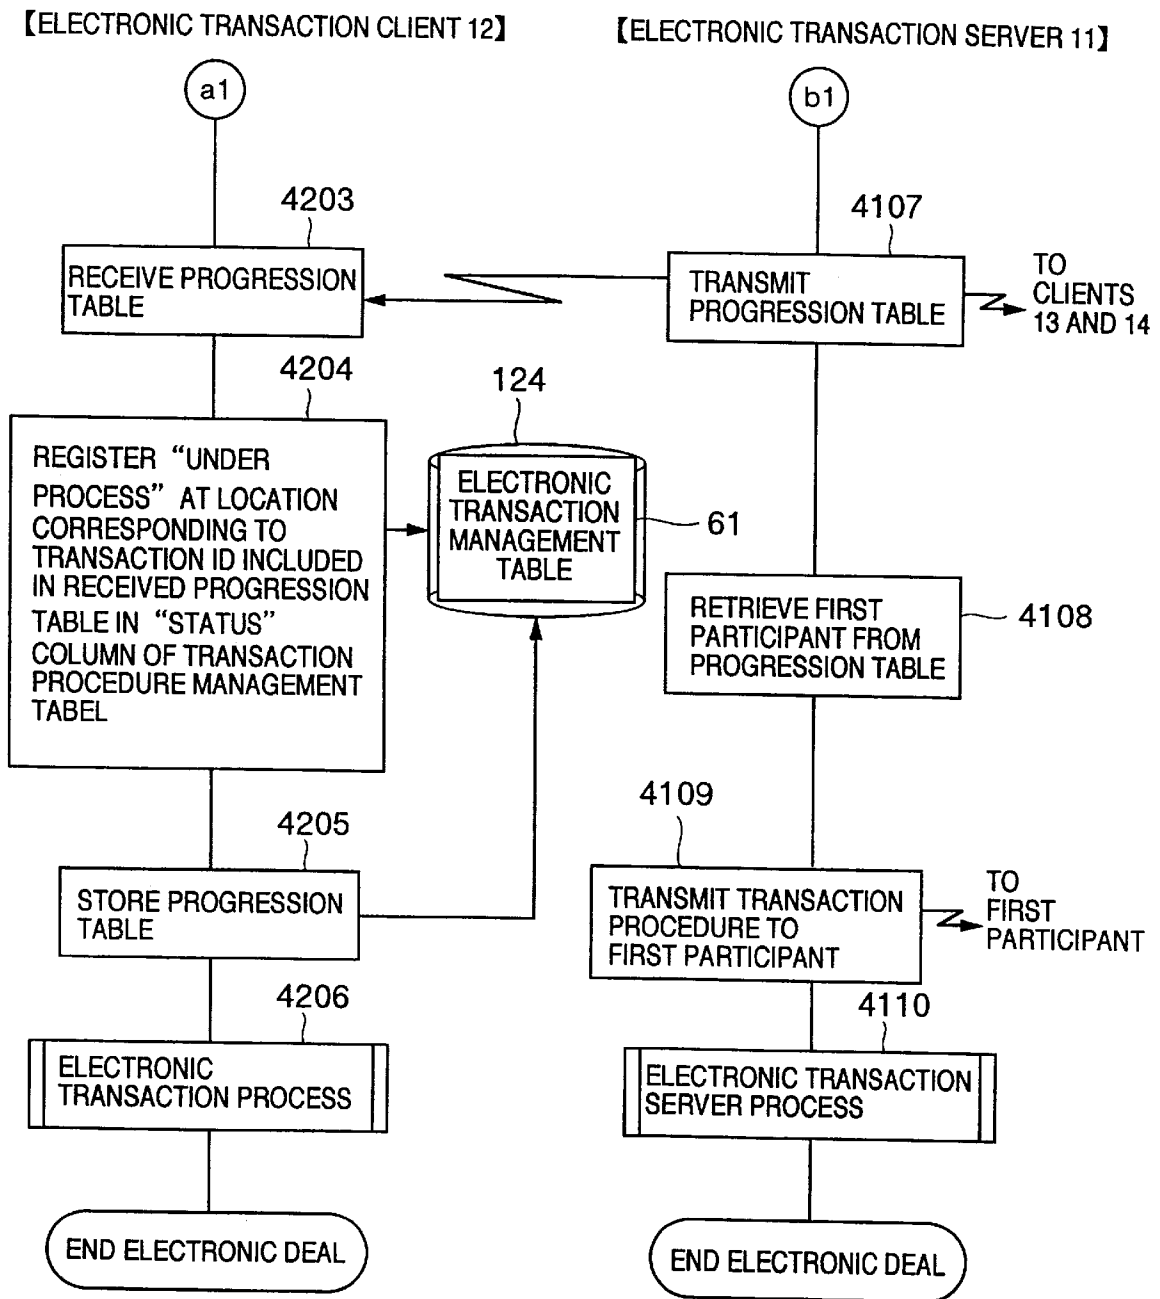 【ELECTRONIC TRANSACTION CLIENT 12】
【ELECTRONIC TRANSACTION SERVER 11】
a1
b1
4203
RECEIVE PROGRESSION
TABLE
4107
TRANSMIT
PROGRESSION TABLE
TO
CLIENTS
13 AND 14
4204
REGISTER “UNDER
PROCESS” AT LOCATION
CORRESPONDING TO
TRANSACTION ID INCLUDED
IN RECEIVED PROGRESSION
TABLE IN “STATUS”
COLUMN OF TRANSACTION
PROCEDURE MANAGEMENT
TABEL
124
ELECTRONIC
TRANSACTION
MANAGEMENT
TABLE
61
RETRIEVE FIRST
PARTICIPANT FROM
PROGRESSION TABLE
4108
4205
STORE PROGRESSION
TABLE
4109
TRANSMIT TRANSACTION
PROCEDURE TO
FIRST PARTICIPANT
TO
FIRST
PARTICIPANT
4206
ELECTRONIC
TRANSACTION PROCESS
4110
ELECTRONIC TRANSACTION
SERVER PROCESS
END ELECTRONIC DEAL
END ELECTRONIC DEAL